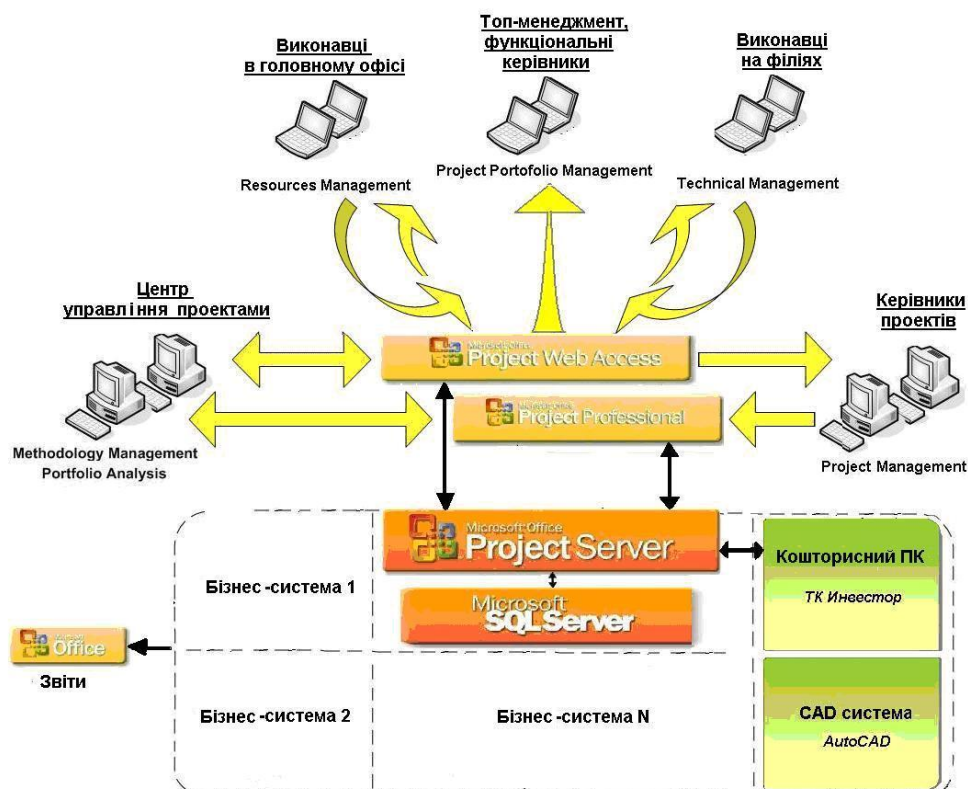 Виконавці
в головному офісі
Топ-менеджмент,
функціональні
керівники
Виконавці
на філіях
Resources Management
Project Portofolio Management
Technical Management
Центр
управління проектами
Керівники
проектів
Microsoft Office
Project Web Access
Microsoft Office
Project Professional
Methodology Management
Portfolio Analysis
Project Management
Microsoft Office
Project Server
Кошторисний ПК
ТК Инвестор
Бізнес -система 1
Microsoft
SQL Server
Office
Звіти
Бізнес -система 2
Бізнес -система N
CAD система
AutoCAD